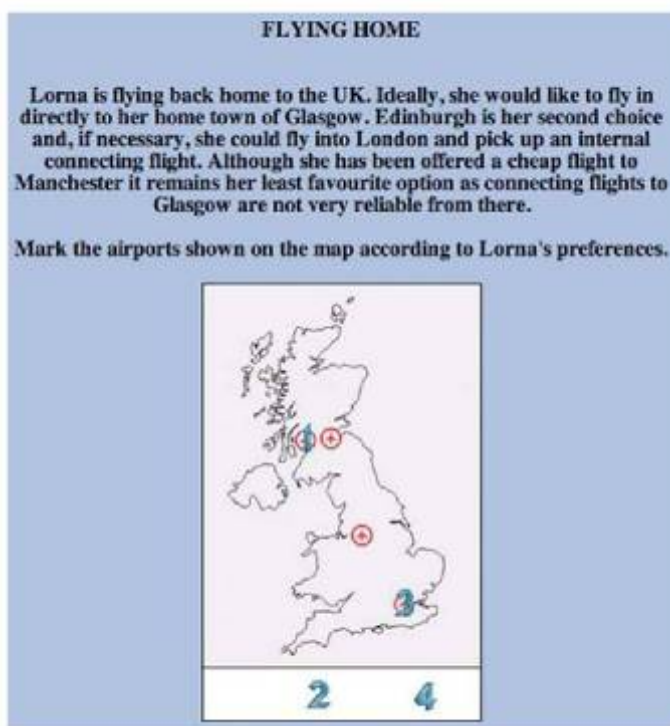 FLYING HOME
Lorna is flying back home to the UK. Ideally, she would like to fly in
directly to her home town of Glasgow. Edinburgh is her second choice
and, if necessary, she could fly into London and pick up an internal
connecting flight. Although she has been offered a cheap flight to
Manchester it remains her least favourite option as connecting flights to
Glasgow are not very reliable from there.
Mark the airports shown on the map according to Lorna's preferences.
1
3
2 4